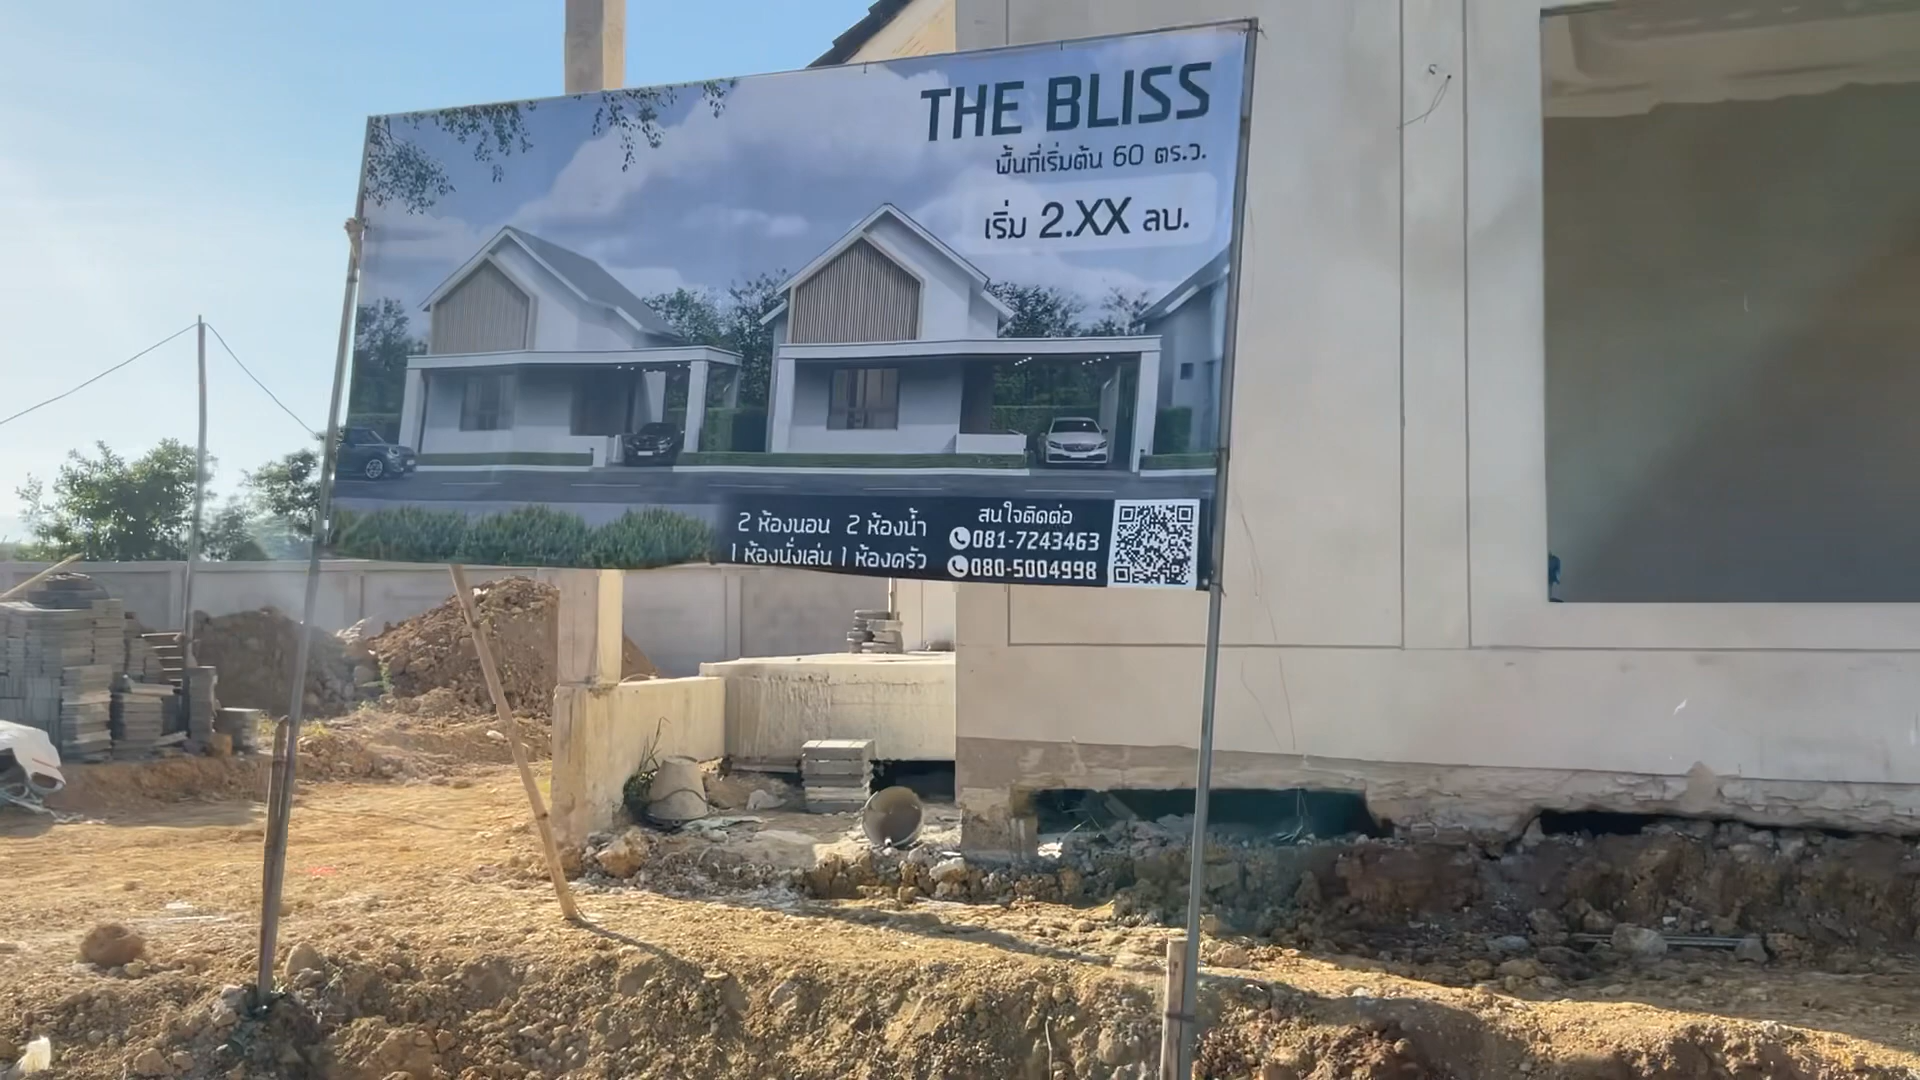 THE BLISS
พื้นที่เริ่มต้น 60 ตร.ว.
เริ่ม 2.XX ลบ.
2 ห้องนอน 2 ห้องน้ำ
1 ห้องนั่งเล่น 1 ห้องครัว
สนใจติดต่อ
081-7243463
080-5004998